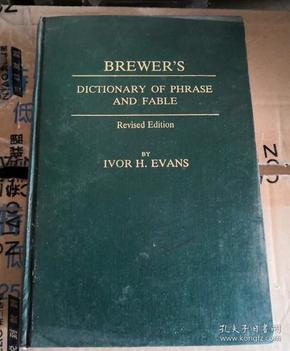 BREWER'S
DICTIONARY OF PHRASE
AND FABLE
Revised Edition
BY
IVOR H. EVANS
孔夫子旧书网
www.kongfz.com